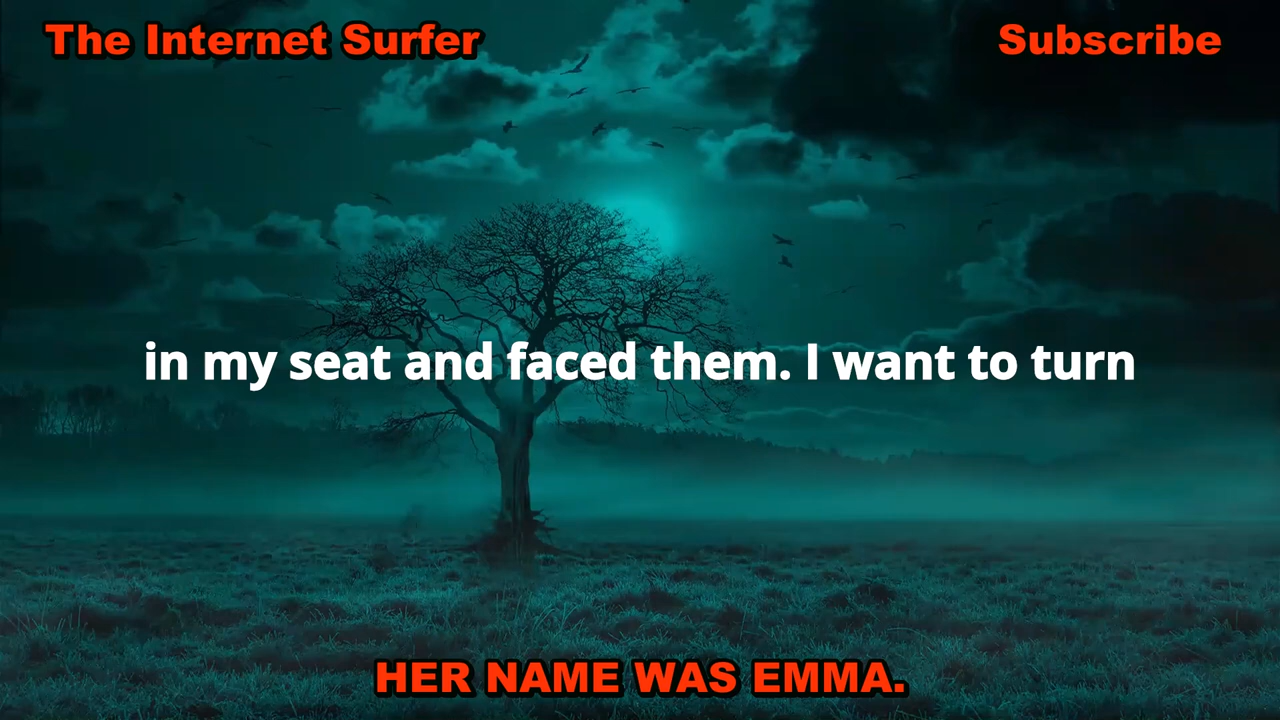 The Internet Surfer
Subscribe
in my seat and faced them. I want to turn
HER NAME WAS EMMA.